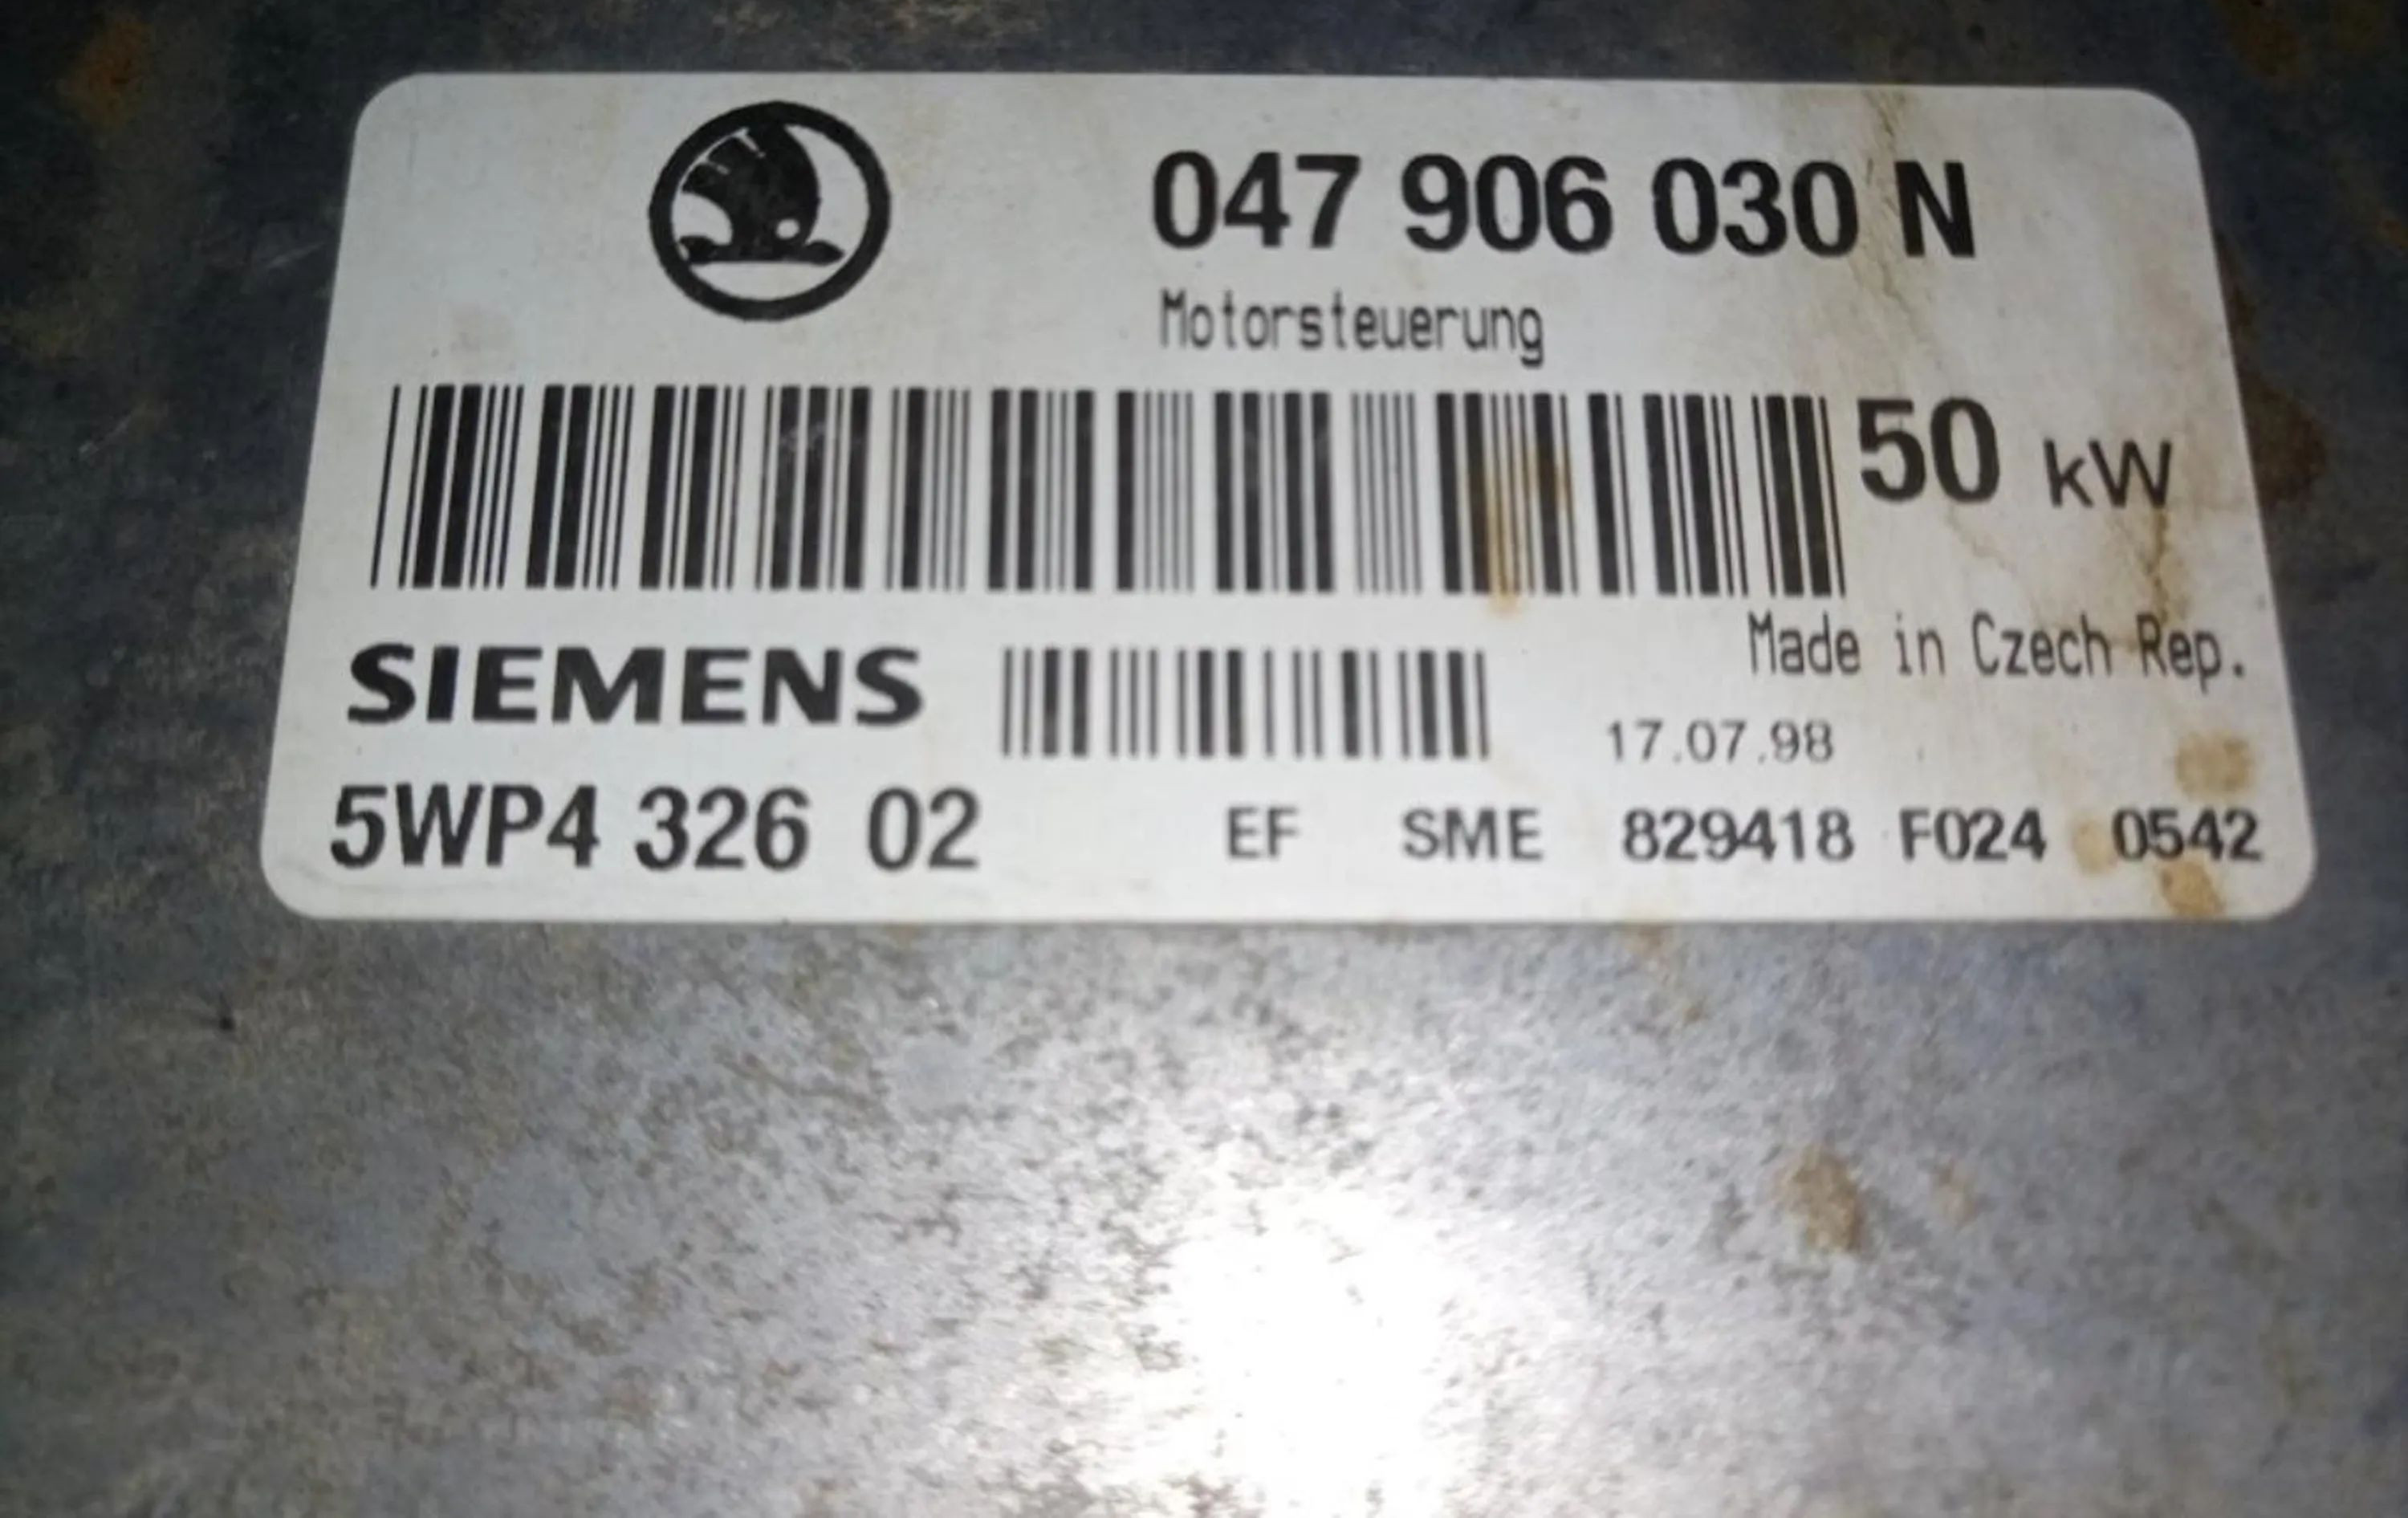 047 906 030 N
Motorsteuerung
50 kW
Made in Czech Rep.
SIEMENS
17.07.98
5WP4 326 02 EF SME 829418 F024 0542